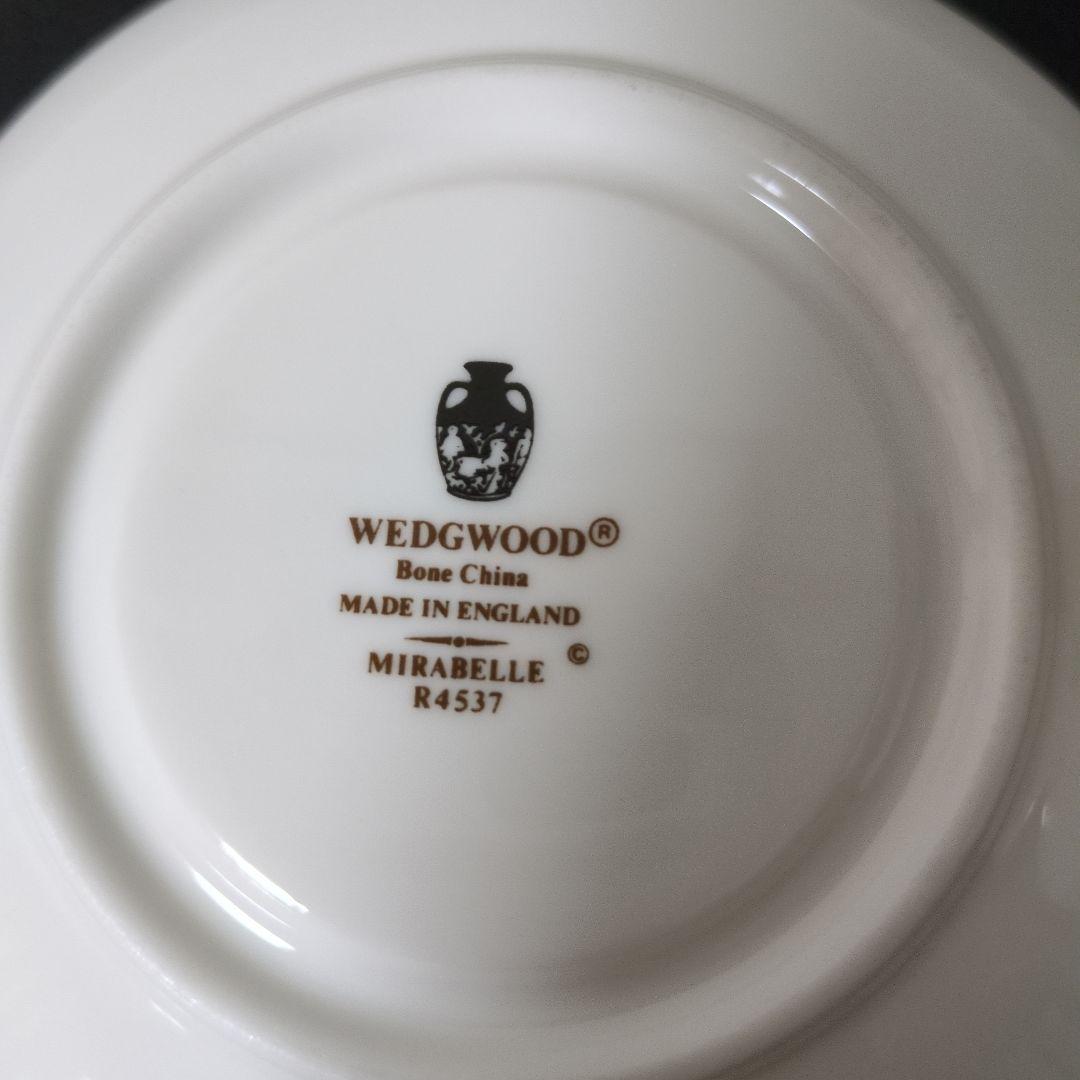 WEDGWOOD®
Bone China
MADE IN ENGLAND
MIRABELLE ©
R4537